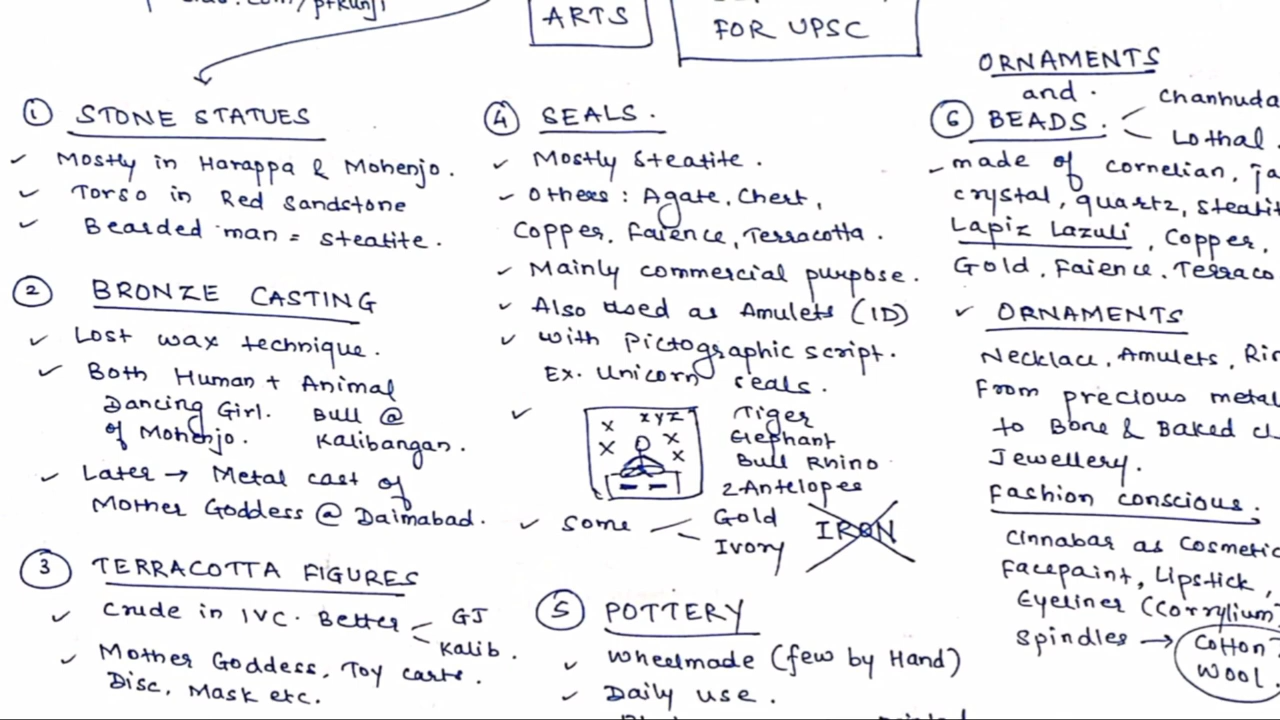 ARTS
FOR UPSC
① STONE STATUES
✓ Mostly in Harappa & Mohenjo.
✓ Torso in Red Sandstone
✓ Bearded man = steatite.
② BRONZE CASTING
✓ Lost wax technique.
✓ Both Human + Animal
Dancing Girl. Bull @
of Mohenjo. Kalibangan.
✓ Later → Metal cast of
Mother Goddess @ Daimabad.
③ TERRACOTTA FIGURES
✓ Crude in IVC. Better GJ
Kalib.
✓ Mother Goddess, Toy carts.
Disc, Mask etc.
④ SEALS.
✓ Mostly Steatite.
✓ Others : Agate, Chert,
Copper, Faience, Terracotta.
✓ Mainly commercial purpose.
✓ Also used as Amulets (ID)
✓ with Pictographic script.
Ex. Unicorn seals.
✓ x xyz x x x
Tiger
Elephant
Bull Rhino
2 Antelopes
✓ Some Gold
Ivory
IRON
⑤ POTTERY
✓ Wheelmade (few by Hand)
✓ Daily use.
ORNAMENTS
and.
⑥ BEADS. Chanhuda
Lothal.
made of cornelian, ja
crystal, quartz, steatit
Lapiz Lazuli, Copper,
Gold, Faience, Terraco
✓ ORNAMENTS
Necklace, Amulets, Rin
From precious metal
to Bone & Baked cl
Jewellery.
Fashion conscious.
Cinnabar as Cosmetic
Facepaint, Lipstick,
Eyeliner (Corrylium
Spindles → Cotton
Wool.